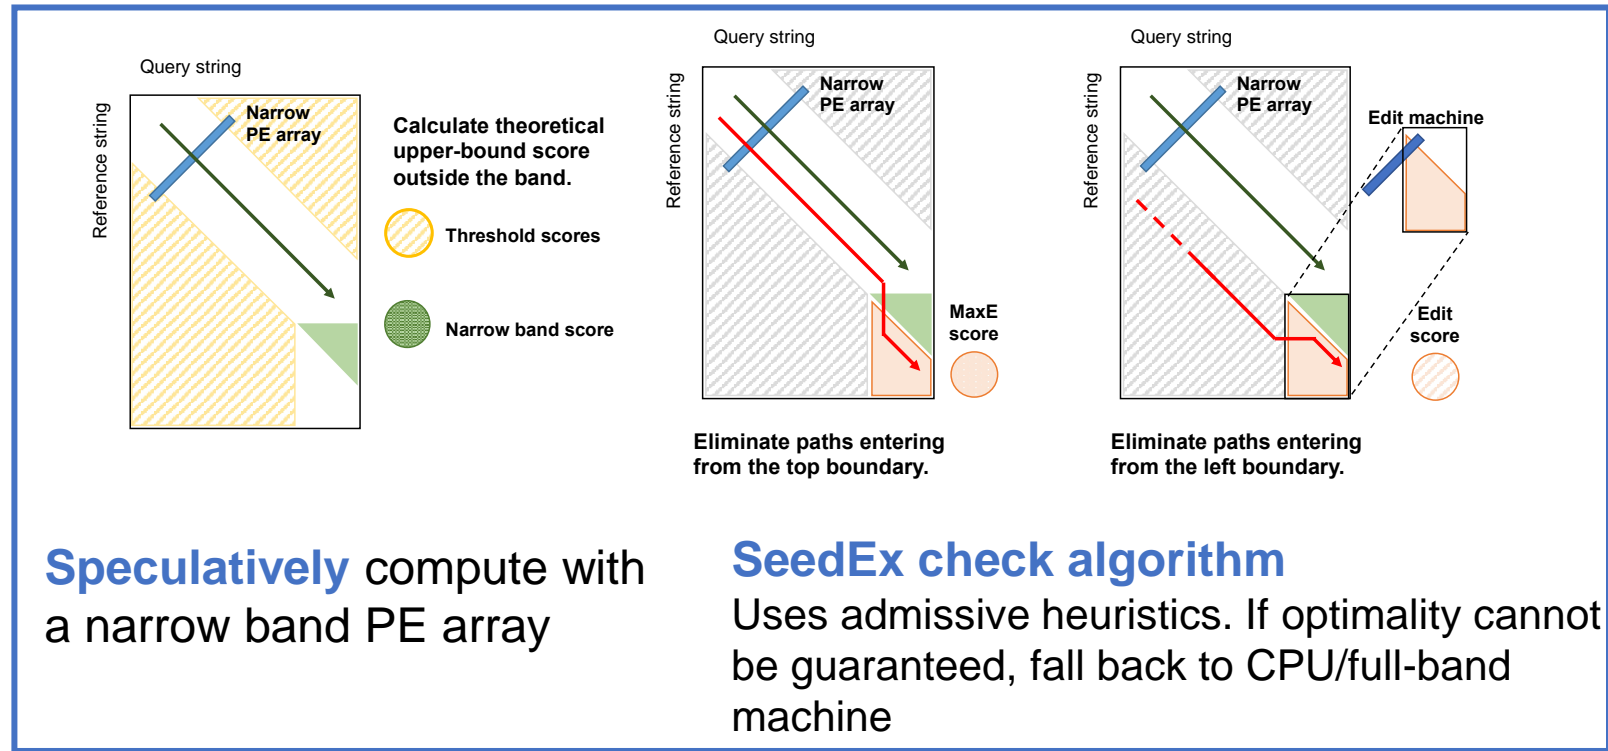 Query string
Reference string
Narrow
PE array
Calculate theoretical
upper-bound score
outside the band.
Threshold scores
Narrow band score
Query string
Reference string
Narrow
PE array
MaxE
score
Eliminate paths entering
from the top boundary.
Query string
Reference string
Narrow
PE array
Edit machine
Edit
score
Eliminate paths entering
from the left boundary.
Speculatively compute with
a narrow band PE array
SeedEx check algorithm
Uses admissive heuristics. If optimality cannot
be guaranteed, fall back to CPU/full-band
machine